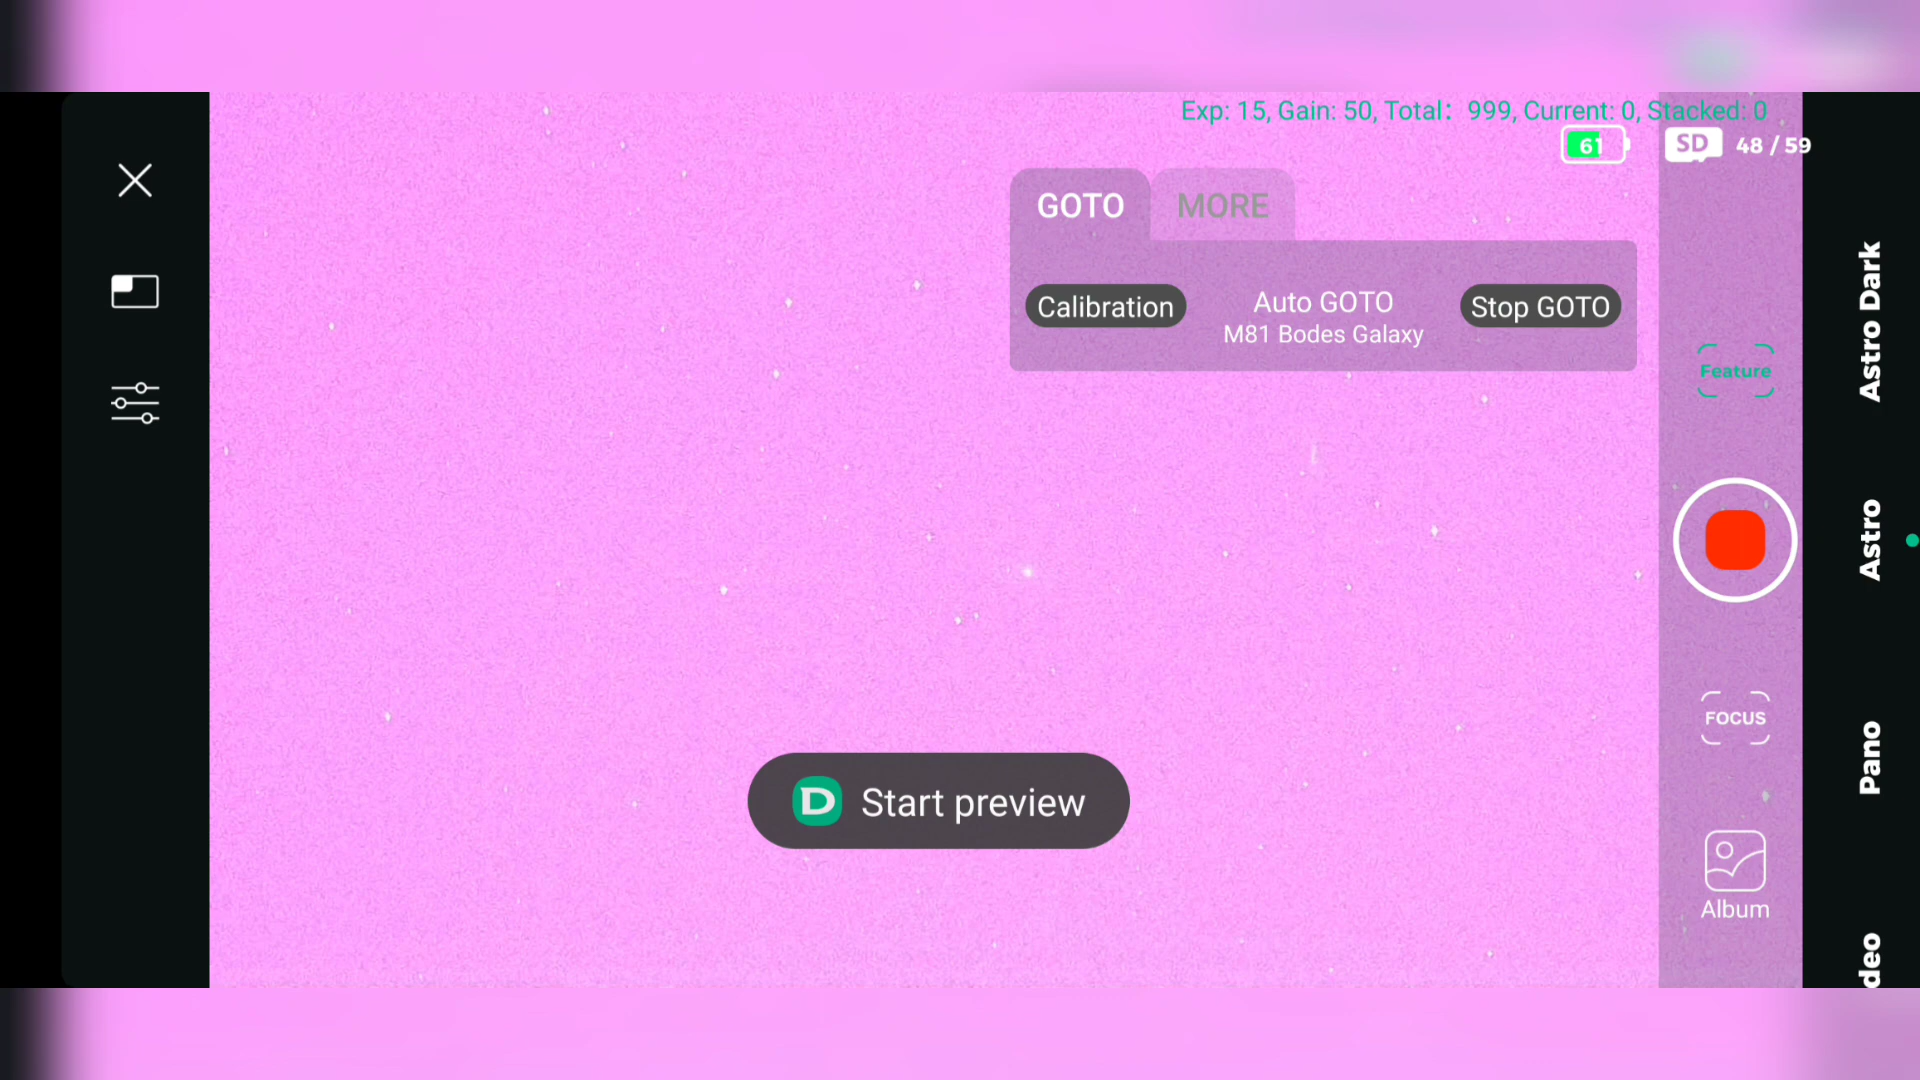 Exp: 15, Gain: 50, Total: 999, Current: 0, Stacked: 0
61
SD
48 / 59
GOTO
MORE
Calibration
Auto GOTO
M81 Bodes Galaxy
Stop GOTO
Feature
Astro Dark
Astro
FOCUS
Pano
D Start preview
Album
deo